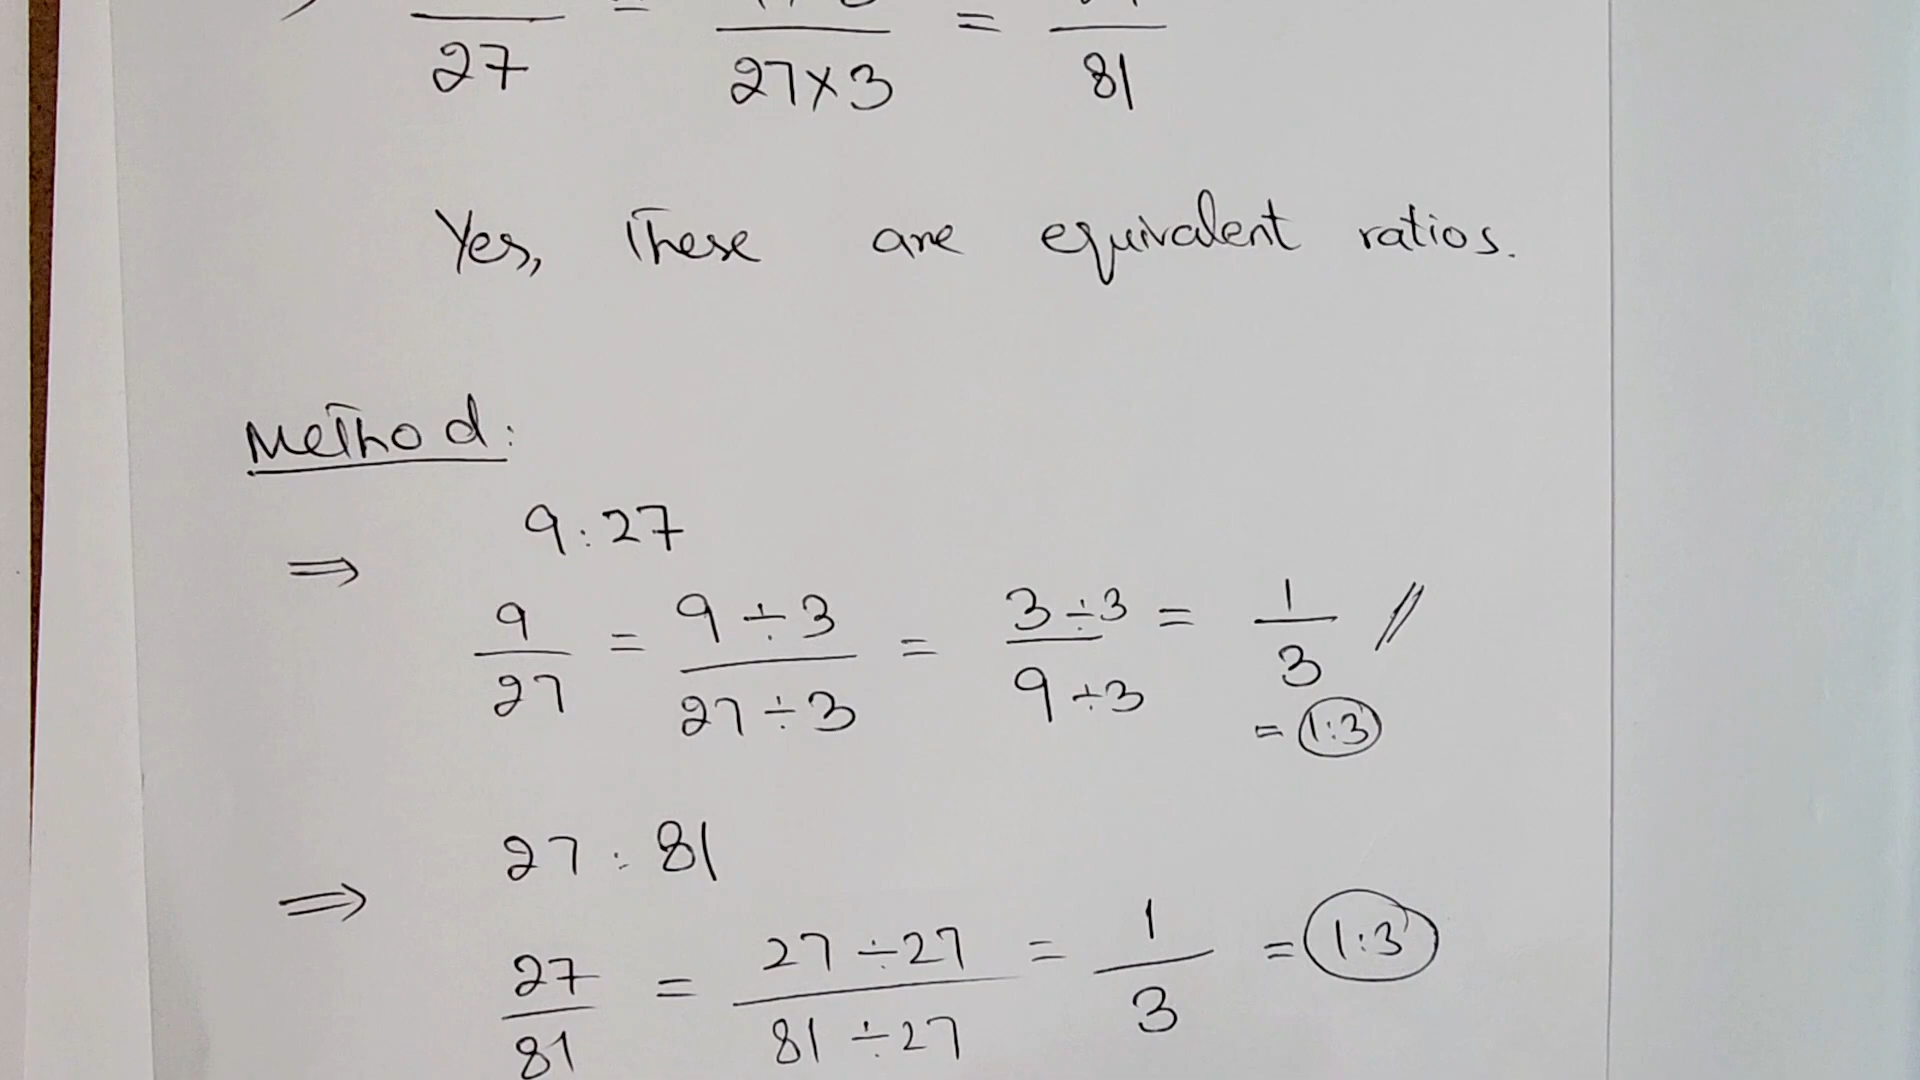 27 = 27×3 = 81
Yes, These are equivalent ratios.
Method:
⇒ 9:27
9/27 = 9÷3/27÷3 = 3÷3/9÷3 = 1/3 //
= 1:3
⇒ 27:81
27/81 = 27÷27/81÷27 = 1/3 = 1:3